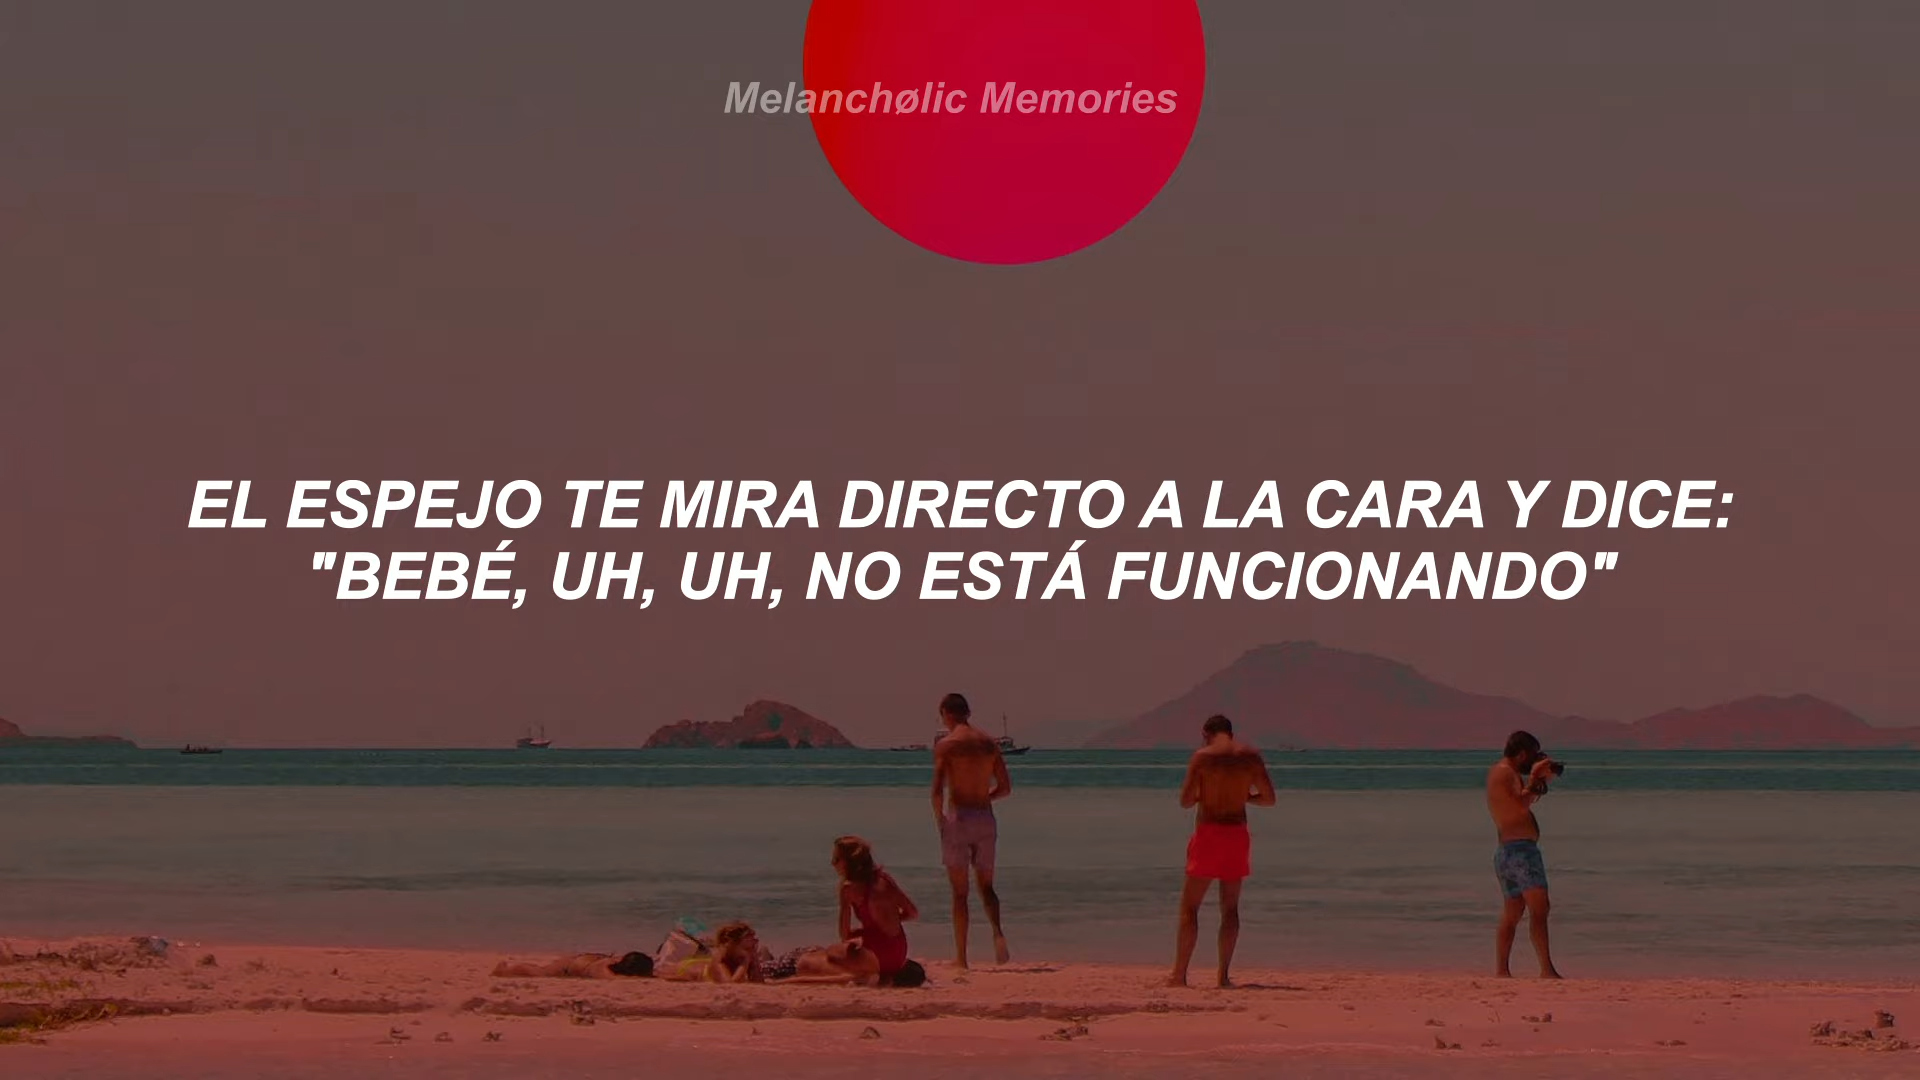 Melanchølic Memories
EL ESPEJO TE MIRA DIRECTO A LA CARA Y DICE:
"BEBÉ, UH, UH, NO ESTÁ FUNCIONANDO"